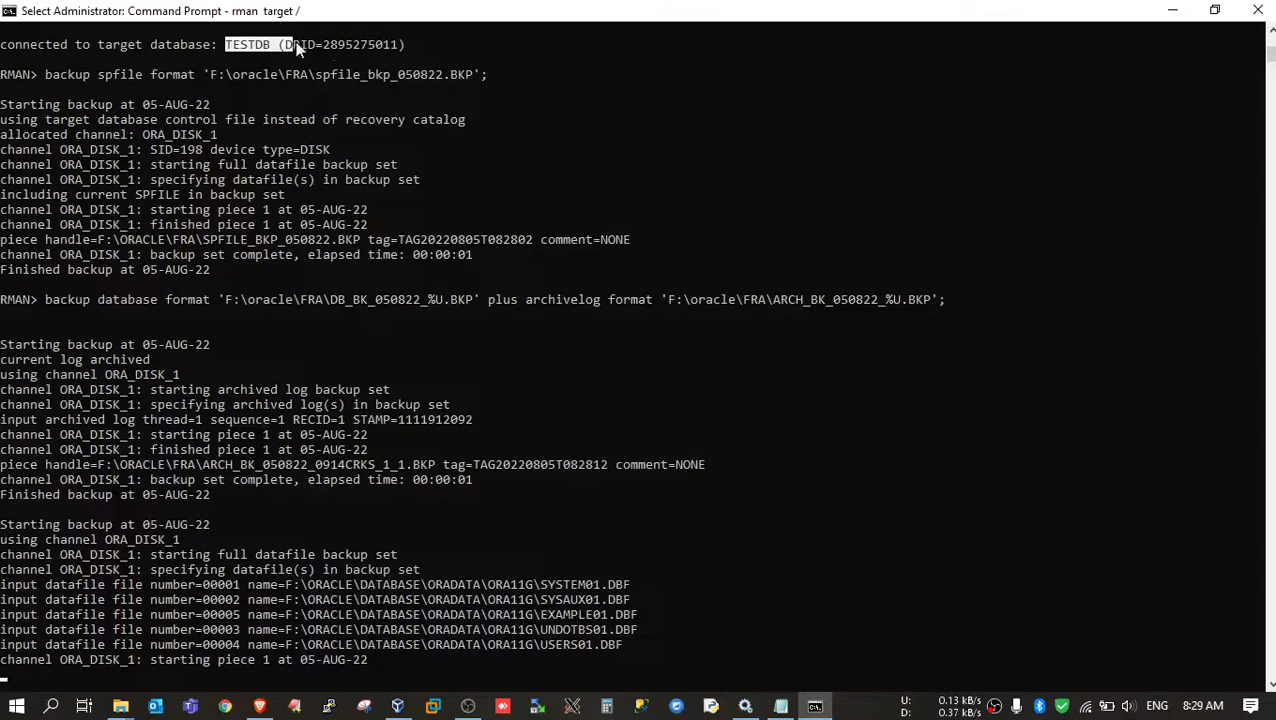 Select Administrator: Command Prompt - rman target /
connected to target database: TESTDB (DBID=2895275011)
RMAN> backup spfile format 'F:\oracle\FRA\spfile_bkp_050822.BKP';
Starting backup at 05-AUG-22
using target database control file instead of recovery catalog
allocated channel: ORA_DISK_1
channel ORA_DISK_1: SID=198 device type=DISK
channel ORA_DISK_1: starting full datafile backup set
channel ORA_DISK_1: specifying datafile(s) in backup set
including current SPFILE in backup set
channel ORA_DISK_1: starting piece 1 at 05-AUG-22
channel ORA_DISK_1: finished piece 1 at 05-AUG-22
piece handle=F:\ORACLE\FRA\SPFILE_BKP_050822.BKP tag=TAG20220805T082802 comment=NONE
channel ORA_DISK_1: backup set complete, elapsed time: 00:00:01
Finished backup at 05-AUG-22
RMAN> backup database format 'F:\oracle\FRA\DB_BK_050822_%U.BKP' plus archivelog format 'F:\oracle\FRA\ARCH_BK_050822_%U.BKP';
Starting backup at 05-AUG-22
current log archived
using channel ORA_DISK_1
channel ORA_DISK_1: starting archived log backup set
channel ORA_DISK_1: specifying archived log(s) in backup set
input archived log thread=1 sequence=1 RECID=1 STAMP=1111912092
channel ORA_DISK_1: starting piece 1 at 05-AUG-22
channel ORA_DISK_1: finished piece 1 at 05-AUG-22
piece handle=F:\ORACLE\FRA\ARCH_BK_050822_0914CRKS_1_1.BKP tag=TAG20220805T082812 comment=NONE
channel ORA_DISK_1: backup set complete, elapsed time: 00:00:01
Finished backup at 05-AUG-22
Starting backup at 05-AUG-22
using channel ORA_DISK_1
channel ORA_DISK_1: starting full datafile backup set
channel ORA_DISK_1: specifying datafile(s) in backup set
input datafile file number=00001 name=F:\ORACLE\DATABASE\ORADATA\ORA11G\SYSTEM01.DBF
input datafile file number=00002 name=F:\ORACLE\DATABASE\ORADATA\ORA11G\SYSAUX01.DBF
input datafile file number=00005 name=F:\ORACLE\DATABASE\ORADATA\ORA11G\EXAMPLE01.DBF
input datafile file number=00003 name=F:\ORACLE\DATABASE\ORADATA\ORA11G\UNDOTBS01.DBF
input datafile file number=00004 name=F:\ORACLE\DATABASE\ORADATA\ORA11G\USERS01.DBF
channel ORA_DISK_1: starting piece 1 at 05-AUG-22
U: 0.13 kB/s
D: 0.37 kB/s
ENG
8:29 AM